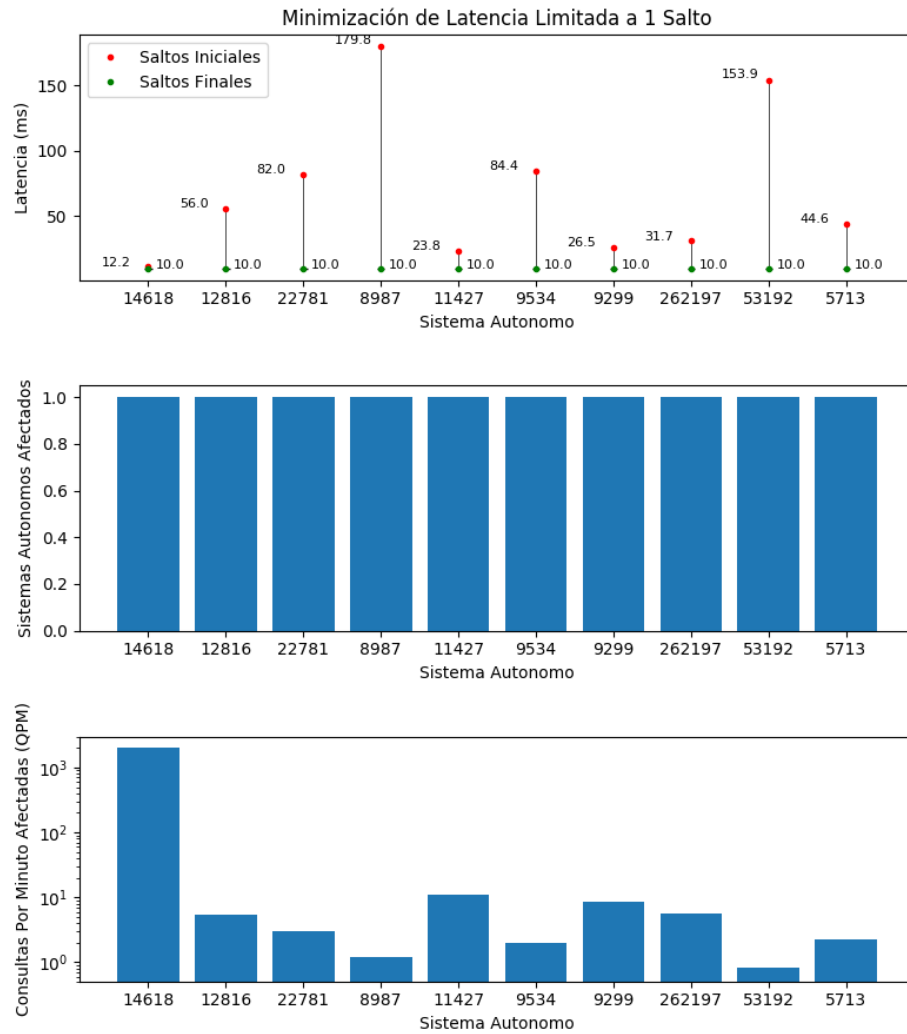 Minimización de Latencia Limitada a 1 Salto
Latencia (ms)
150
100
50
Saltos Iniciales
Saltos Finales
179.8
153.9
82.0
84.4
56.0
44.6
12.2
23.8
26.5
31.7
10.0 10.0 10.0 10.0 10.0 10.0 10.0 10.0 10.0 10.0
14618 12816 22781 8987 11427 9534 9299 262197 53192 5713
Sistema Autonomo
Sistemas Autonomos Afectados
1.0
0.8
0.6
0.4
0.2
0.0
14618 12816 22781 8987 11427 9534 9299 262197 53192 5713
Sistema Autonomo
Consultas Por Minuto Afectadas (QPM)
10³
10²
10¹
10⁰
14618 12816 22781 8987 11427 9534 9299 262197 53192 5713
Sistema Autonomo